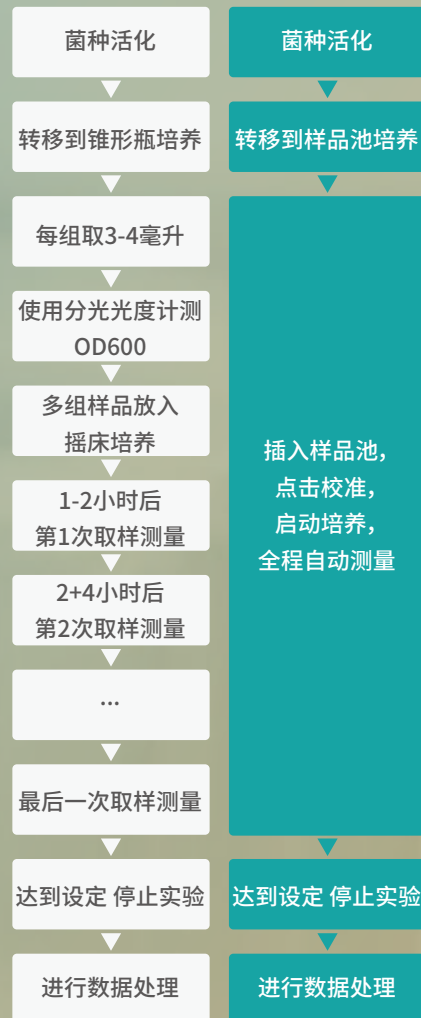 菌种活化
转移到锥形瓶培养
每组取3-4毫升
使用分光光度计测
OD600
多组样品放入
摇床培养
1-2小时后
第1次取样测量
2+4小时后
第2次取样测量
...
最后一次取样测量
达到设定 停止实验
进行数据处理
菌种活化
转移到样品池培养
插入样品池，
点击校准，
启动培养，
全程自动测量
达到设定 停止实验
进行数据处理